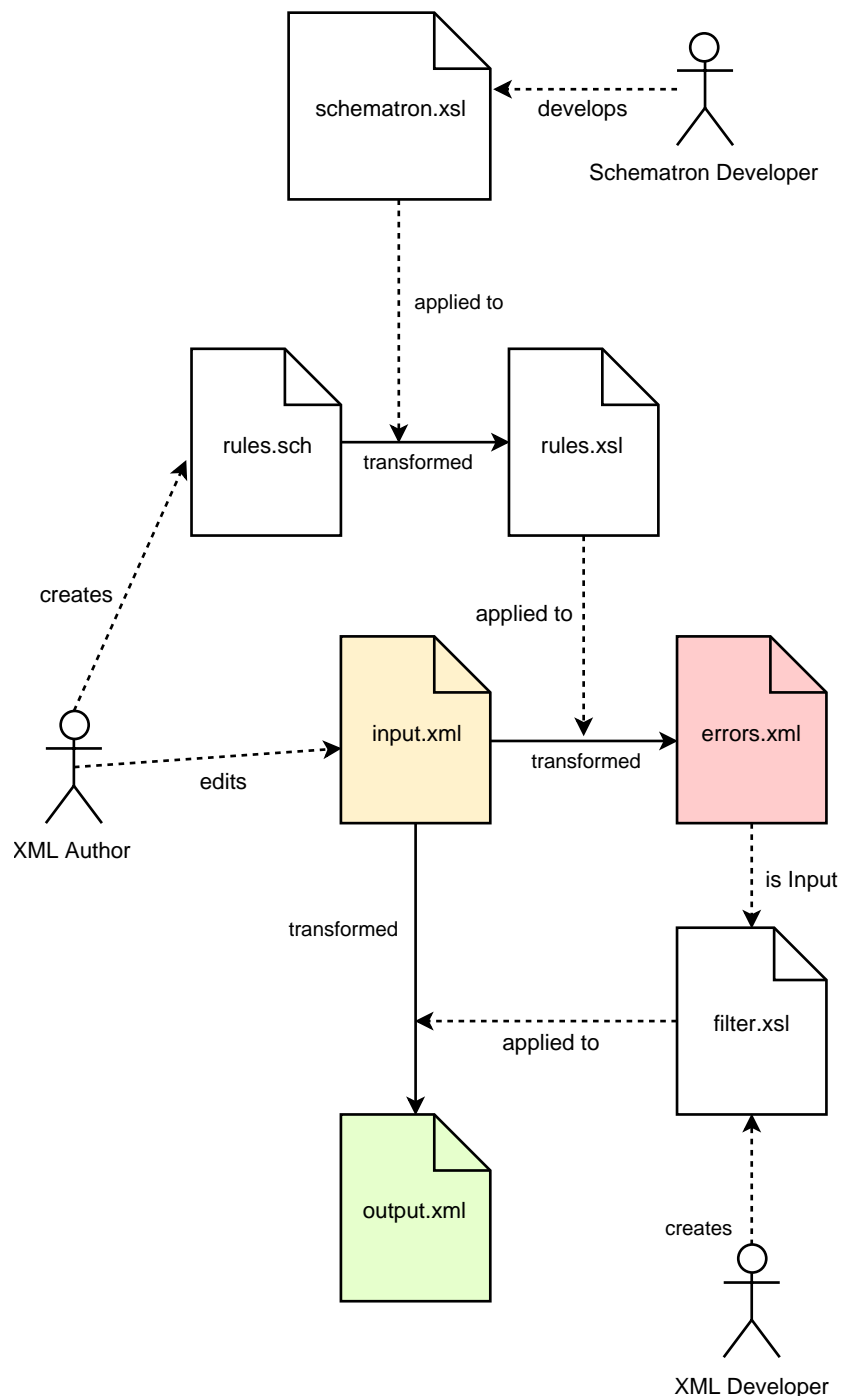 schematron.xsl
develops
Schematron Developer
applied to
rules.sch
transformed
rules.xsl
creates
applied to
input.xml
transformed
errors.xml
edits
XML Author
is Input
transformed
filter.xsl
applied to
output.xml
creates
XML Developer